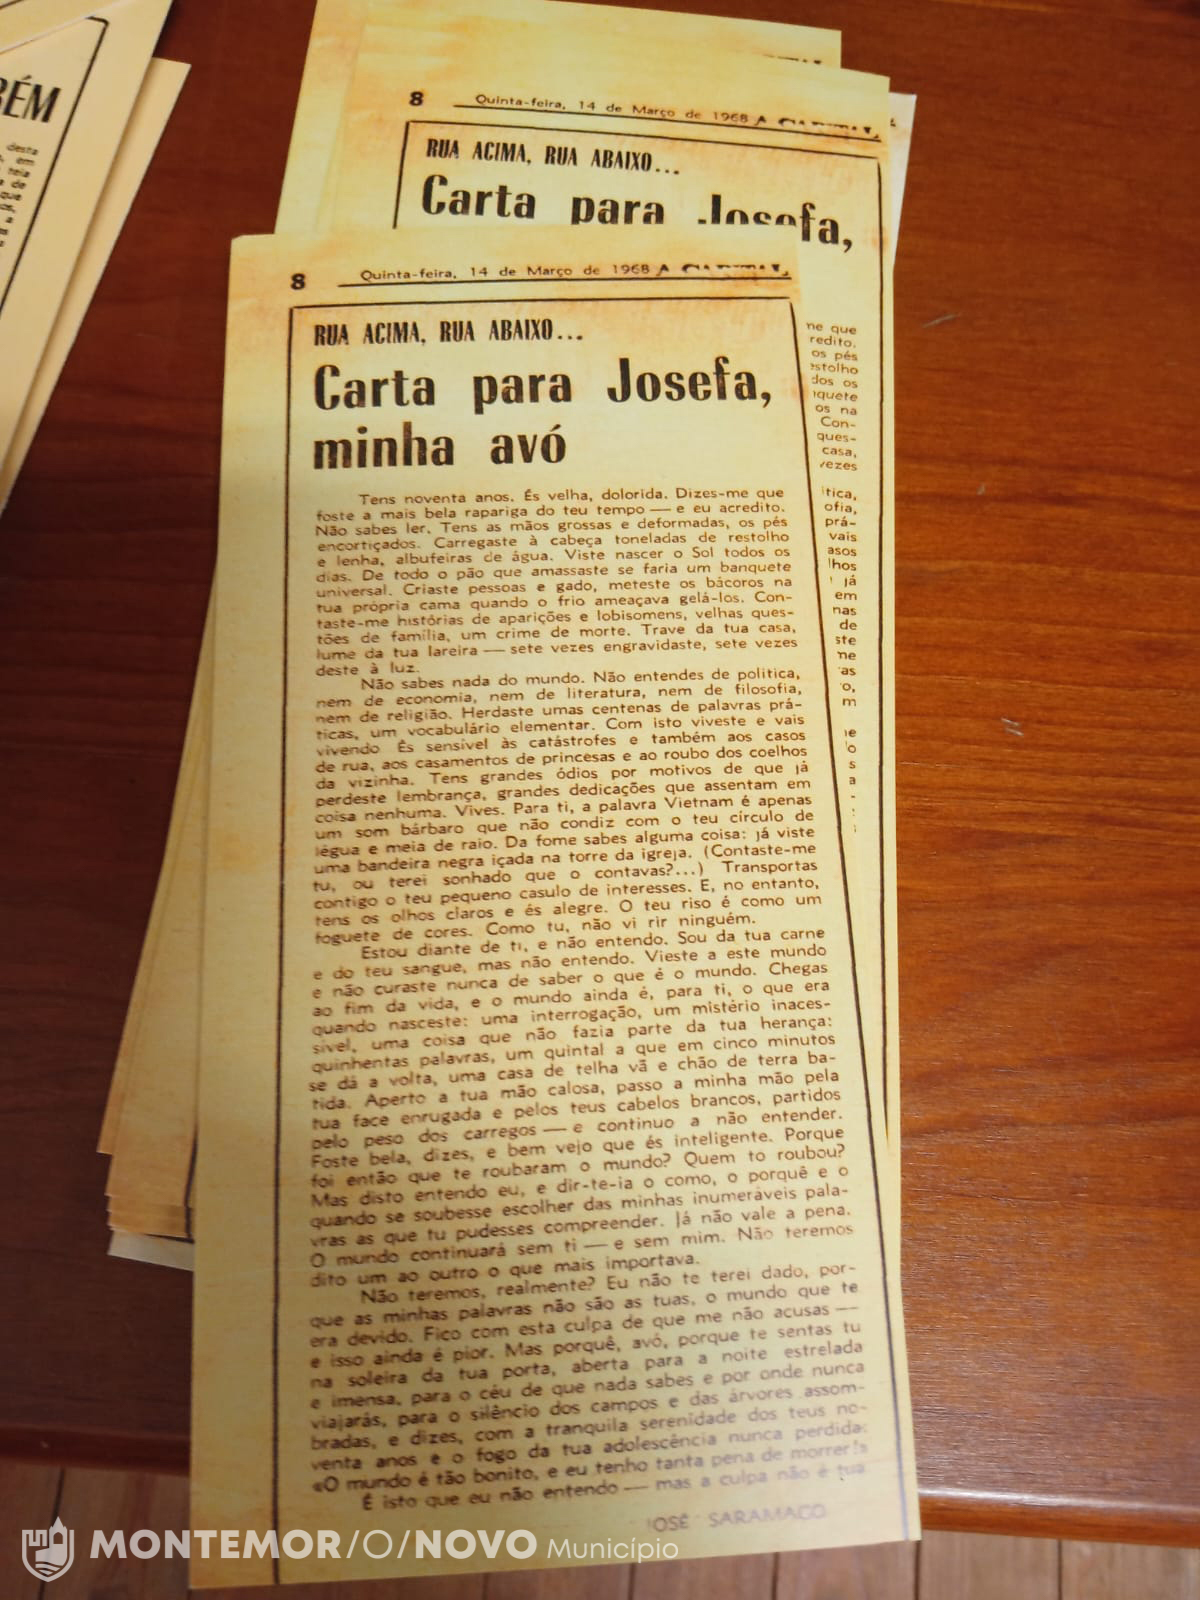 BÉM
desta
em
teia
de
que
a
8 Quinta-feira, 14 de Março de 1968 A CAPITAL
RUA ACIMA, RUA ABAIXO...
Carta para Josefa,
8 Quinta-feira, 14 de Março de 1968 A CAPITAL
RUA ACIMA, RUA ABAIXO...
Carta para Josefa,
minha avó
Tens noventa anos. És velha, dolorida. Dizes-me que
foste a mais bela rapariga do teu tempo — e eu acredito.
Não sabes ler. Tens as mãos grossas e deformadas, os pés
encortiçados. Carregaste à cabeça toneladas de restolho
e lenha, albufeiras de água. Viste nascer o Sol todos os
dias. De todo o pão que amassaste se faria um banquete
universal. Criaste pessoas e gado, meteste os bácoros na
tua própria cama quando o frio ameaçava gelá-los. Con-
taste-me histórias de aparições e lobisomens, velhas ques-
tões de família, um crime de morte. Trave da tua casa,
lume da tua lareira — sete vezes engravidaste, sete vezes
deste à luz.
Não sabes nada do mundo. Não entendes de política,
nem de economia, nem de literatura, nem de filosofia,
nem de religião. Herdaste umas centenas de palavras prá-
ticas, um vocabulário elementar. Com isto viveste e vais
vivendo És sensível às catástrofes e também aos casos
de rua, aos casamentos de princesas e ao roubo dos coelhos
da vizinha. Tens grandes ódios por motivos de que já
perdeste lembrança, grandes dedicações que assentam em
coisa nenhuma. Vives. Para ti, a palavra Vietnam é apenas
um som bárbaro que não condiz com o teu círculo de
légua e meia de raio. Da fome sabes alguma coisa: já viste
uma bandeira negra içada na torre da igreja. (Contaste-me
tu, ou terei sonhado que o contavas?...) Transportas
contigo o teu pequeno casulo de interesses. E, no entanto,
tens os olhos claros e és alegre. O teu riso é como um
foguete de cores. Como tu, não vi rir ninguém.
Estou diante de ti, e não entendo. Sou da tua carne
e do teu sangue, mas não entendo. Vieste a este mundo
e não curaste nunca de saber o que é o mundo. Chegas
ao fim da vida, e o mundo ainda é, para ti, o que era
quando nasceste: uma interrogação, um mistério inaces-
sível, uma coisa que não fazia parte da tua herança:
quinhentas palavras, um quintal a que em cinco minutos
se dá a volta, uma casa de telha vã e chão de terra ba-
tida. Aperto a tua mão calosa, passo a minha mão pela
tua face enrugada e pelos teus cabelos brancos, partidos
pelo peso dos carregos — e continuo a não entender.
Foste bela, dizes, e bem vejo que és inteligente. Porque
foi então que te roubaram o mundo? Quem to roubou?
Mas disto entendo eu, e dir-te-ia o como, o porquê e o
quando se soubesse escolher das minhas inumeráveis pala-
vras as que tu pudesses compreender. Já não vale a pena.
O mundo continuará sem ti — e sem mim. Não teremos
dito um ao outro o que mais importava.
Não teremos, realmente? Eu não te terei dado, por-
que as minhas palavras não são as tuas, o mundo que te
era devido. Fico com esta culpa de que me não acusas —
e isso ainda é pior. Mas porquê, avó, porque te sentas tu
na soleira da tua porta, aberta para a noite estrelada
e imensa, para o céu de que nada sabes e por onde nunca
viajarás, para o silêncio dos campos e das árvores assom-
bradas, e dizes, com a tranquila serenidade dos teus no-
venta anos e o fogo da tua adolescência nunca perdida:
«O mundo é tão bonito, e eu tenho tanta pena de morrer!»
É isto que eu não entendo — mas a culpa não é tua.
JOSÉ SARAMAGO
MONTEMOR/O/NOVO Município